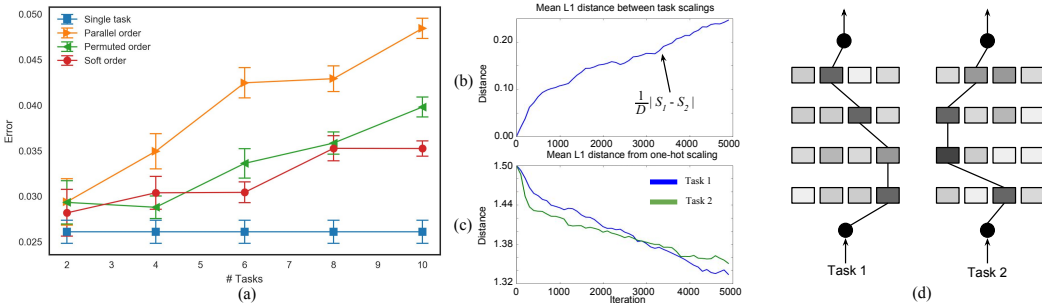 0.050
0.045
0.040
0.035
0.030
0.025
Error
Single task
Parallel order
Permuted order
Soft order
2 3 4 5 6 7 8 9 10
# Tasks
(a)
Mean L1 distance between task scalings
(b)
Distance
0.20
0.10
0.00
1/D | S1 - S2 |
0 1000 2000 3000 4000 5000
Mean L1 distance from one-hot scaling
(c)
Distance
1.50
1.44
1.38
1.32
Task 1
Task 2
0 1000 2000 3000 4000 5000
Iteration
Task 1 Task 2
(d)